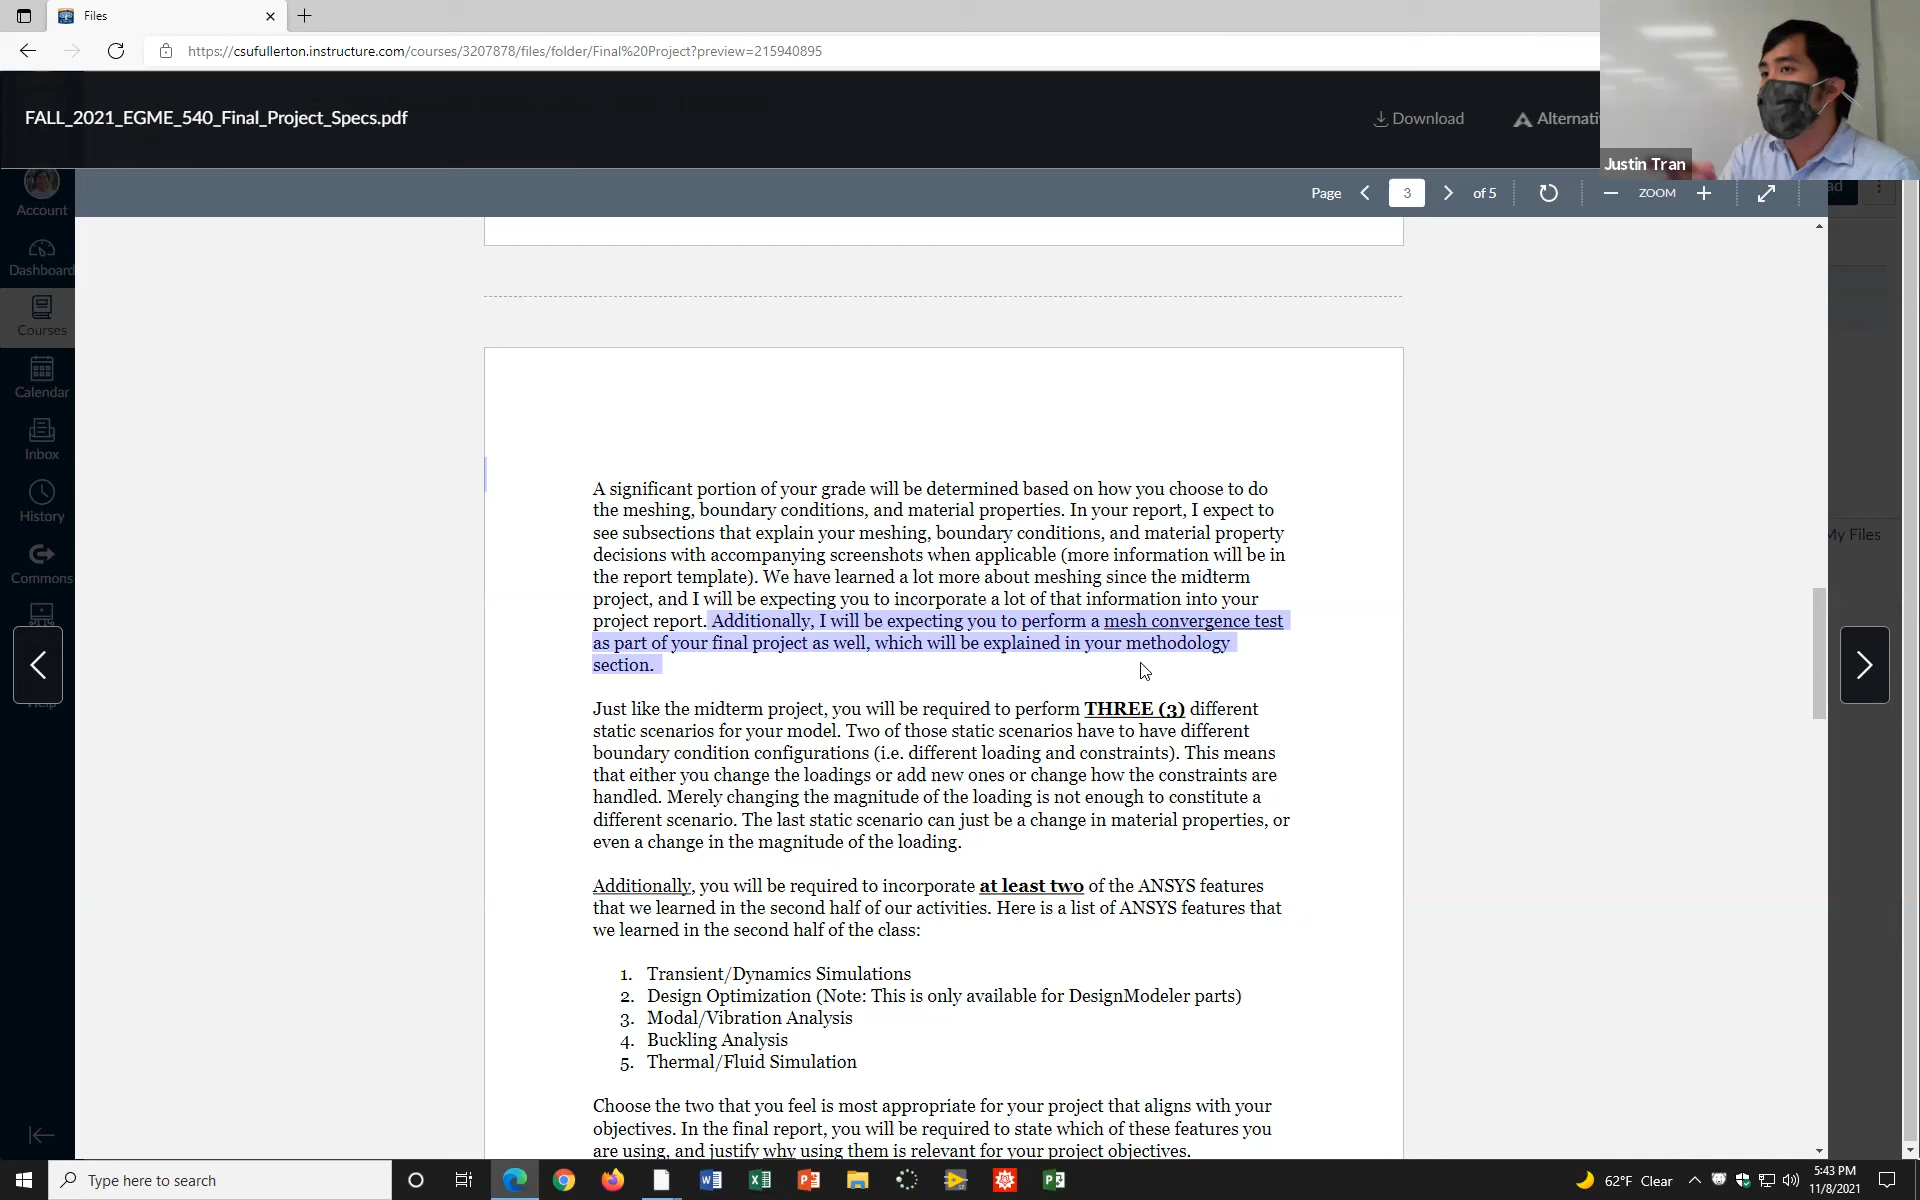 Files
https://csufullerton.instructure.com/courses/3207878/files/folder/Final%20Project?preview=215940895
FALL_2021_EGME_540_Final_Project_Specs.pdf
Download
Alternati
Justin Tran
Page 3 of 5
ZOOM
ad
Account
Dashboard
Courses
Calendar
Inbox
History
Commons
Help
My Files
A significant portion of your grade will be determined based on how you choose to do
the meshing, boundary conditions, and material properties. In your report, I expect to
see subsections that explain your meshing, boundary conditions, and material property
decisions with accompanying screenshots when applicable (more information will be in
the report template). We have learned a lot more about meshing since the midterm
project, and I will be expecting you to incorporate a lot of that information into your
project report. Additionally, I will be expecting you to perform a mesh convergence test
as part of your final project as well, which will be explained in your methodology
section.
Just like the midterm project, you will be required to perform THREE (3) different
static scenarios for your model. Two of those static scenarios have to have different
boundary condition configurations (i.e. different loading and constraints). This means
that either you change the loadings or add new ones or change how the constraints are
handled. Merely changing the magnitude of the loading is not enough to constitute a
different scenario. The last static scenario can just be a change in material properties, or
even a change in the magnitude of the loading.
Additionally, you will be required to incorporate at least two of the ANSYS features
that we learned in the second half of our activities. Here is a list of ANSYS features that
we learned in the second half of the class:
1. Transient/Dynamics Simulations
2. Design Optimization (Note: This is only available for DesignModeler parts)
3. Modal/Vibration Analysis
4. Buckling Analysis
5. Thermal/Fluid Simulation
Choose the two that you feel is most appropriate for your project that aligns with your
objectives. In the final report, you will be required to state which of these features you
are using, and justify why using them is relevant for your project objectives.
Type here to search
62°F Clear
5:43 PM
11/8/2021